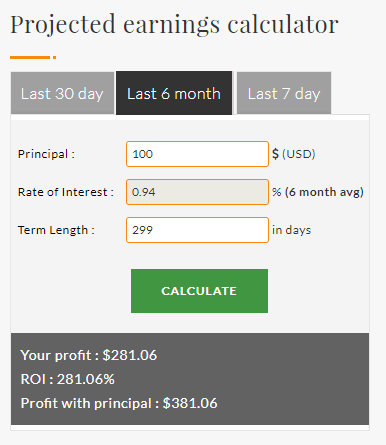 Projected earnings calculator
Last 30 day Last 6 month Last 7 day
Principal : 100 $ (USD)
Rate of Interest : 0.94 % (6 month avg)
Term Length : 299 in days
CALCULATE
Your profit : $281.06
ROI : 281.06%
Profit with principal : $381.06